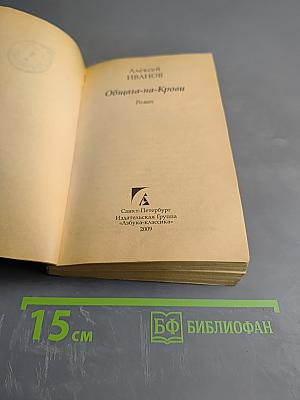 Алексей
ИВАНОВ
Общага-на-Крови
Роман
Санкт-Петербург
Издательская Группа
«Азбука-классика»
2009
15 см
БФ БИБЛИОФАН